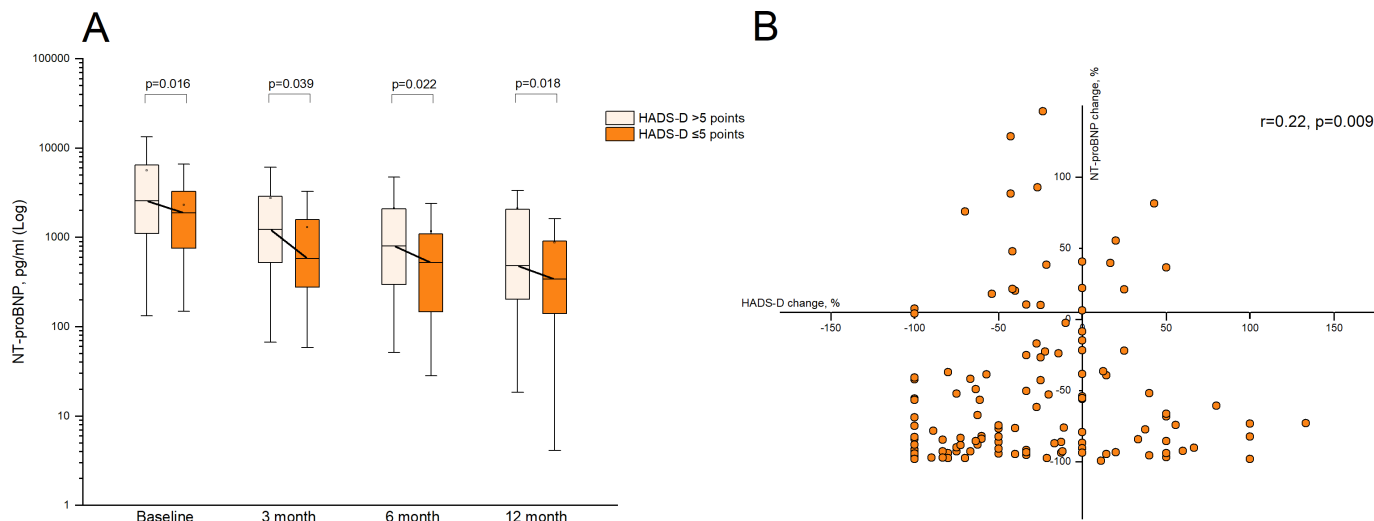 A
NT-proBNP, pg/ml (Log)
100000
10000
1000
100
10
1
p=0.016
p=0.039
p=0.022
p=0.018
Baseline
3 month
6 month
12 month
HADS-D >5 points
HADS-D ≤5 points
B
NT-proBNP change, %
r=0.22, p=0.009
HADS-D change, %
100
50
0
-50
-100
-150
-100
-50
0
50
100
150